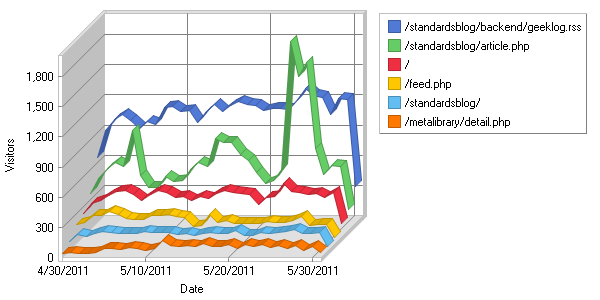 /standardsblog/backend/geeklog.rss
/standardsblog/article.php
/
/feed.php
/standardsblog/
/metalibrary/detail.php
Visitors
1,800
1,500
1,200
900
600
300
0
4/30/2011 5/10/2011 5/20/2011 5/30/2011
Date